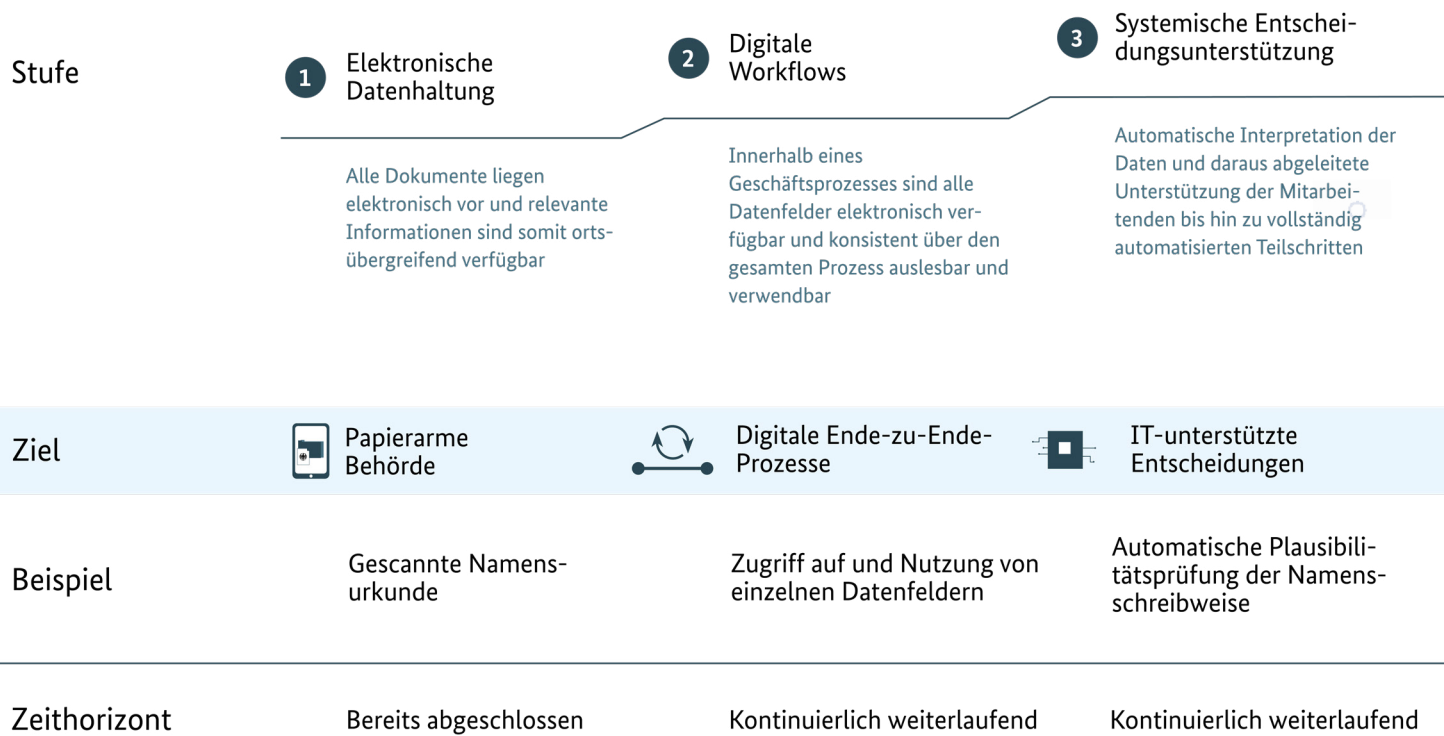 Stufe
1
Elektronische
Datenhaltung
2
Digitale
Workflows
3
Systemische Entschei-
dungsunterstützung
Alle Dokumente liegen
elektronisch vor und relevante
Informationen sind somit orts-
übergreifend verfügbar
Innerhalb eines
Geschäftsprozesses sind alle
Datenfelder elektronisch ver-
fügbar und konsistent über den
gesamten Prozess auslesbar und
verwendbar
Automatische Interpretation der
Daten und daraus abgeleitete
Unterstützung der Mitarbei-
tenden bis hin zu vollständig
automatisierten Teilschritten
Ziel
Papierarme
Behörde
Digitale Ende-zu-Ende-
Prozesse
IT-unterstützte
Entscheidungen
Beispiel
Gescannte Namens-
urkunde
Zugriff auf und Nutzung von
einzelnen Datenfeldern
Automatische Plausibili-
tätsprüfung der Namens-
schreibweise
Zeithorizont
Bereits abgeschlossen
Kontinuierlich weiterlaufend
Kontinuierlich weiterlaufend